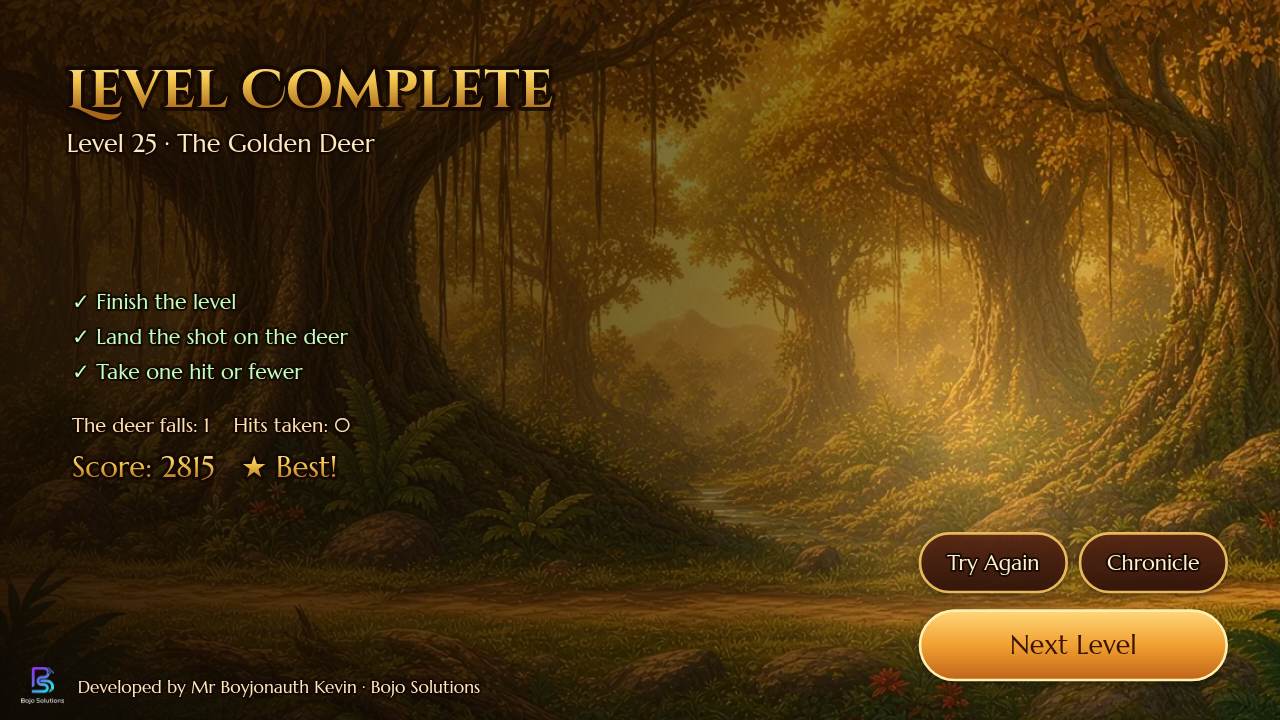 Level Complete
Level 25 · The Golden Deer
✓ Finish the level
✓ Land the shot on the deer
✓ Take one hit or fewer
The deer falls: 1 Hits taken: 0
Score: 2815 ★ Best!
Try Again
Chronicle
Next Level
Bojo Solutions
Developed by Mr Boyjonauth Kevin · Bojo Solutions